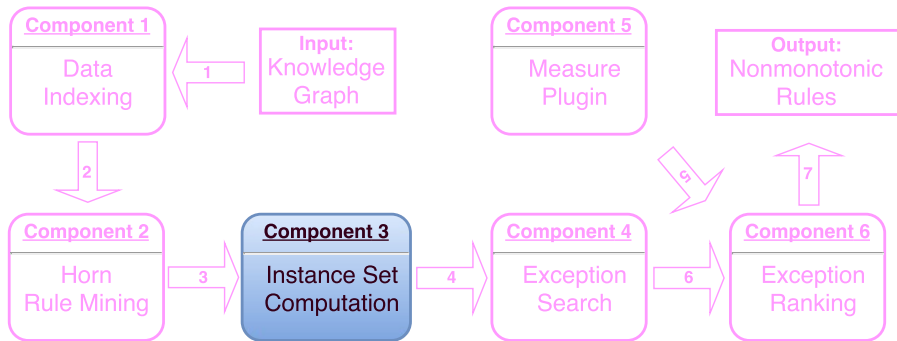 Component 1
Data
Indexing
1
Input:
Knowledge
Graph
Component 5
Measure
Plugin
Output:
Nonmonotonic
Rules
2
5
7
Component 2
Horn
Rule Mining
3
Component 3
Instance Set
Computation
4
Component 4
Exception
Search
6
Component 6
Exception
Ranking